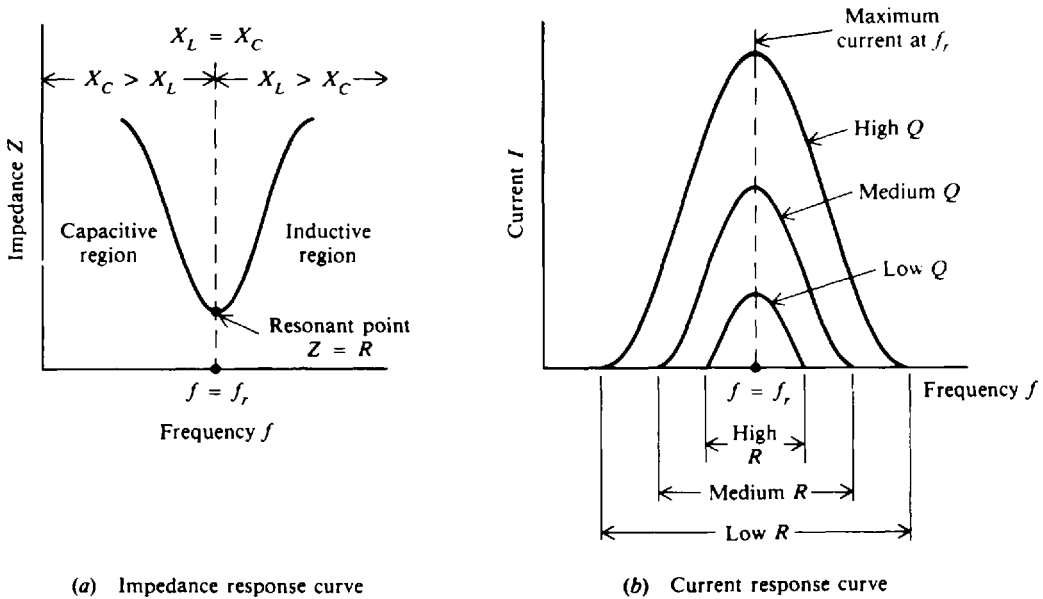 X_L = X_C
X_C > X_L
X_L > X_C
Impedance Z
Capacitive
region
Inductive
region
Resonant point
Z = R
f = f_r
Frequency f
(a) Impedance response curve
Maximum
current at f_r
High Q
Medium Q
Low Q
Current I
f = f_r
Frequency f
High
R
Medium R
Low R
(b) Current response curve